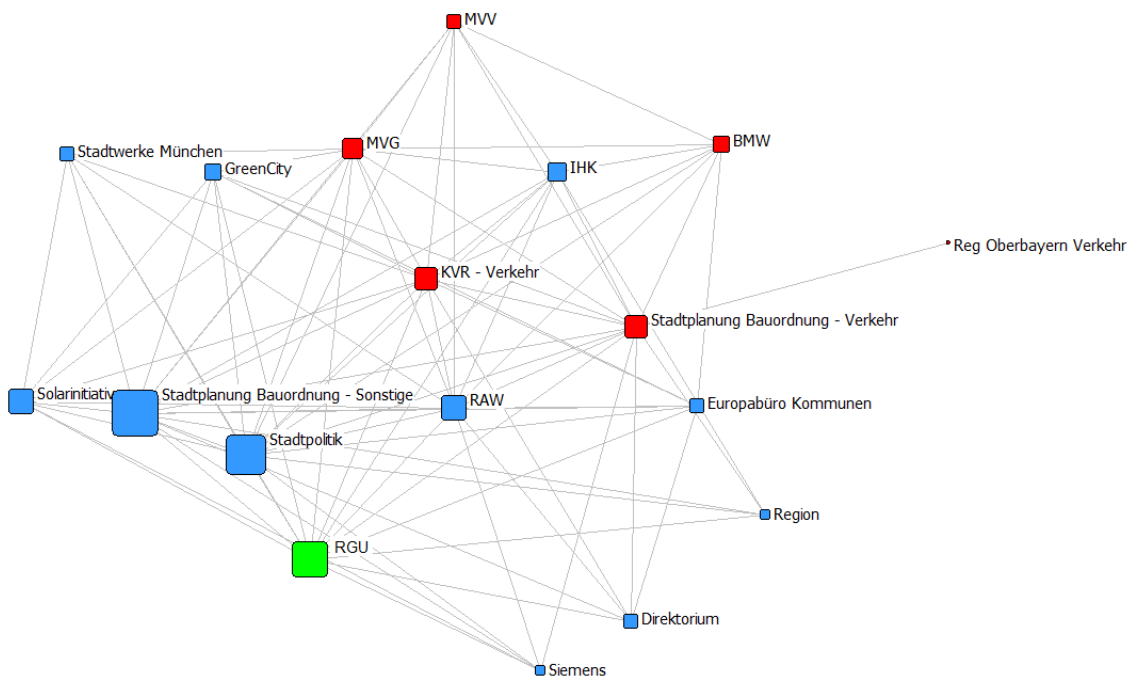 MVV
MVG
BMW
Stadtwerke München
GreenCity
IHK
Reg Oberbayern Verkehr
KVR - Verkehr
Stadtplanung Bauordnung - Verkehr
Solarinitiativ
Stadtplanung Bauordnung - Sonstige
RAW
Europabüro Kommunen
Stadtpolitik
Region
RGU
Direktorium
Siemens